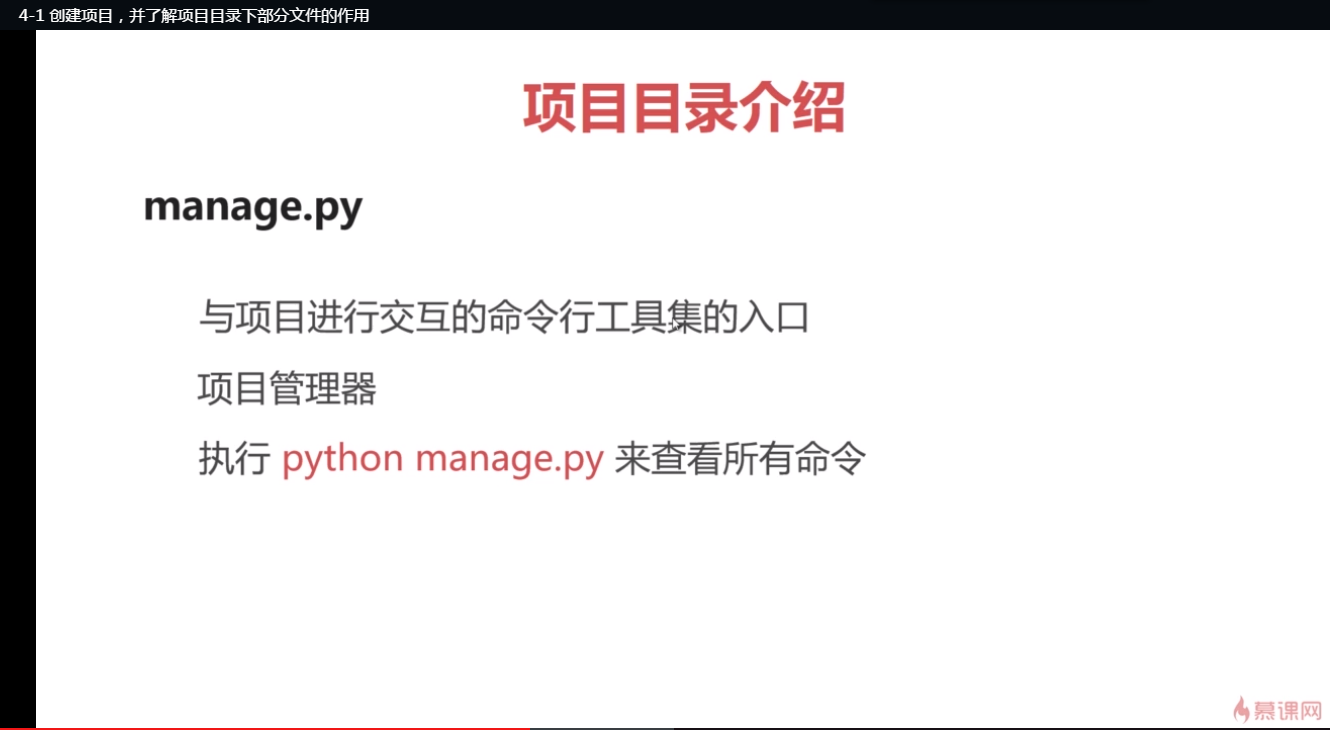 4-1 创建项目，并了解项目目录下部分文件的作用
项目目录介绍
manage.py
与项目进行交互的命令行工具集的入口
项目管理器
执行 python manage.py 来查看所有命令
慕课网